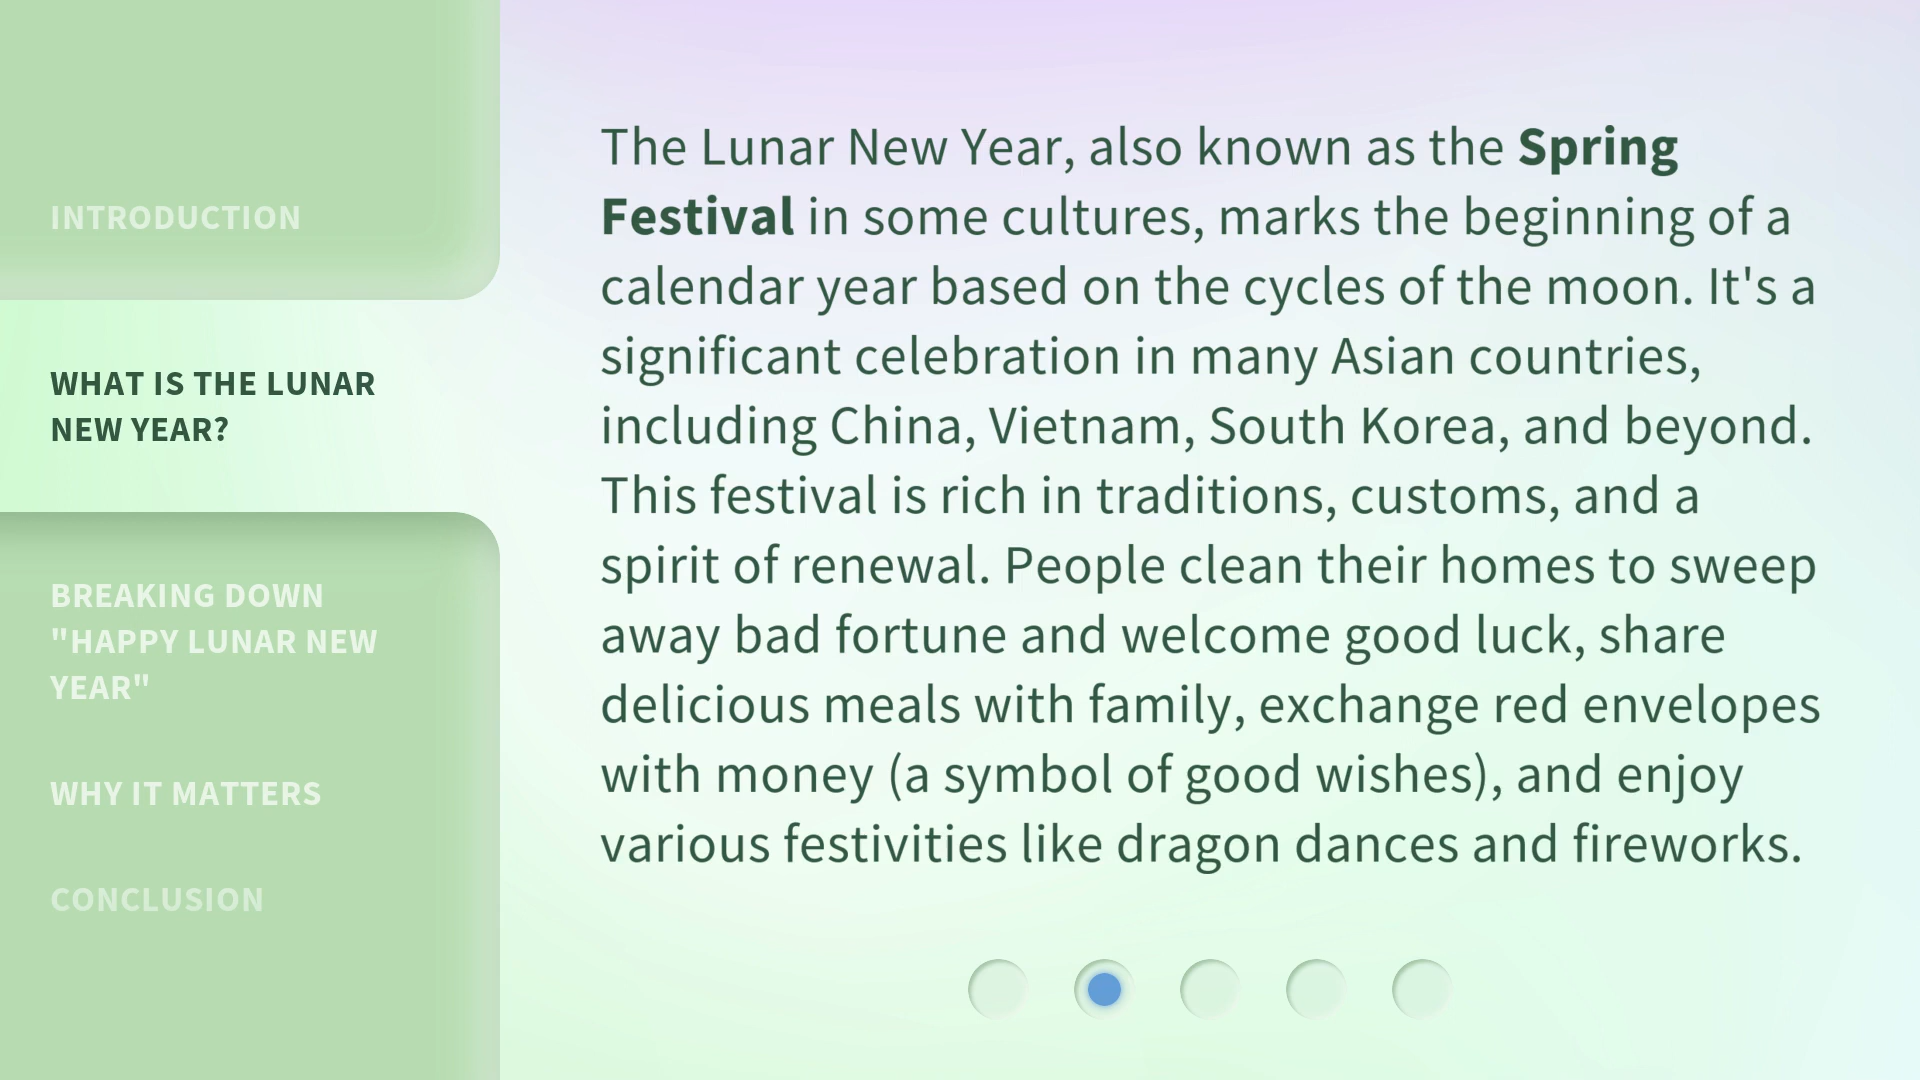 INTRODUCTION
WHAT IS THE LUNAR
NEW YEAR?
BREAKING DOWN
"HAPPY LUNAR NEW
YEAR"
WHY IT MATTERS
CONCLUSION
The Lunar New Year, also known as the Spring
Festival in some cultures, marks the beginning of a
calendar year based on the cycles of the moon. It's a
significant celebration in many Asian countries,
including China, Vietnam, South Korea, and beyond.
This festival is rich in traditions, customs, and a
spirit of renewal. People clean their homes to sweep
away bad fortune and welcome good luck, share
delicious meals with family, exchange red envelopes
with money (a symbol of good wishes), and enjoy
various festivities like dragon dances and fireworks.